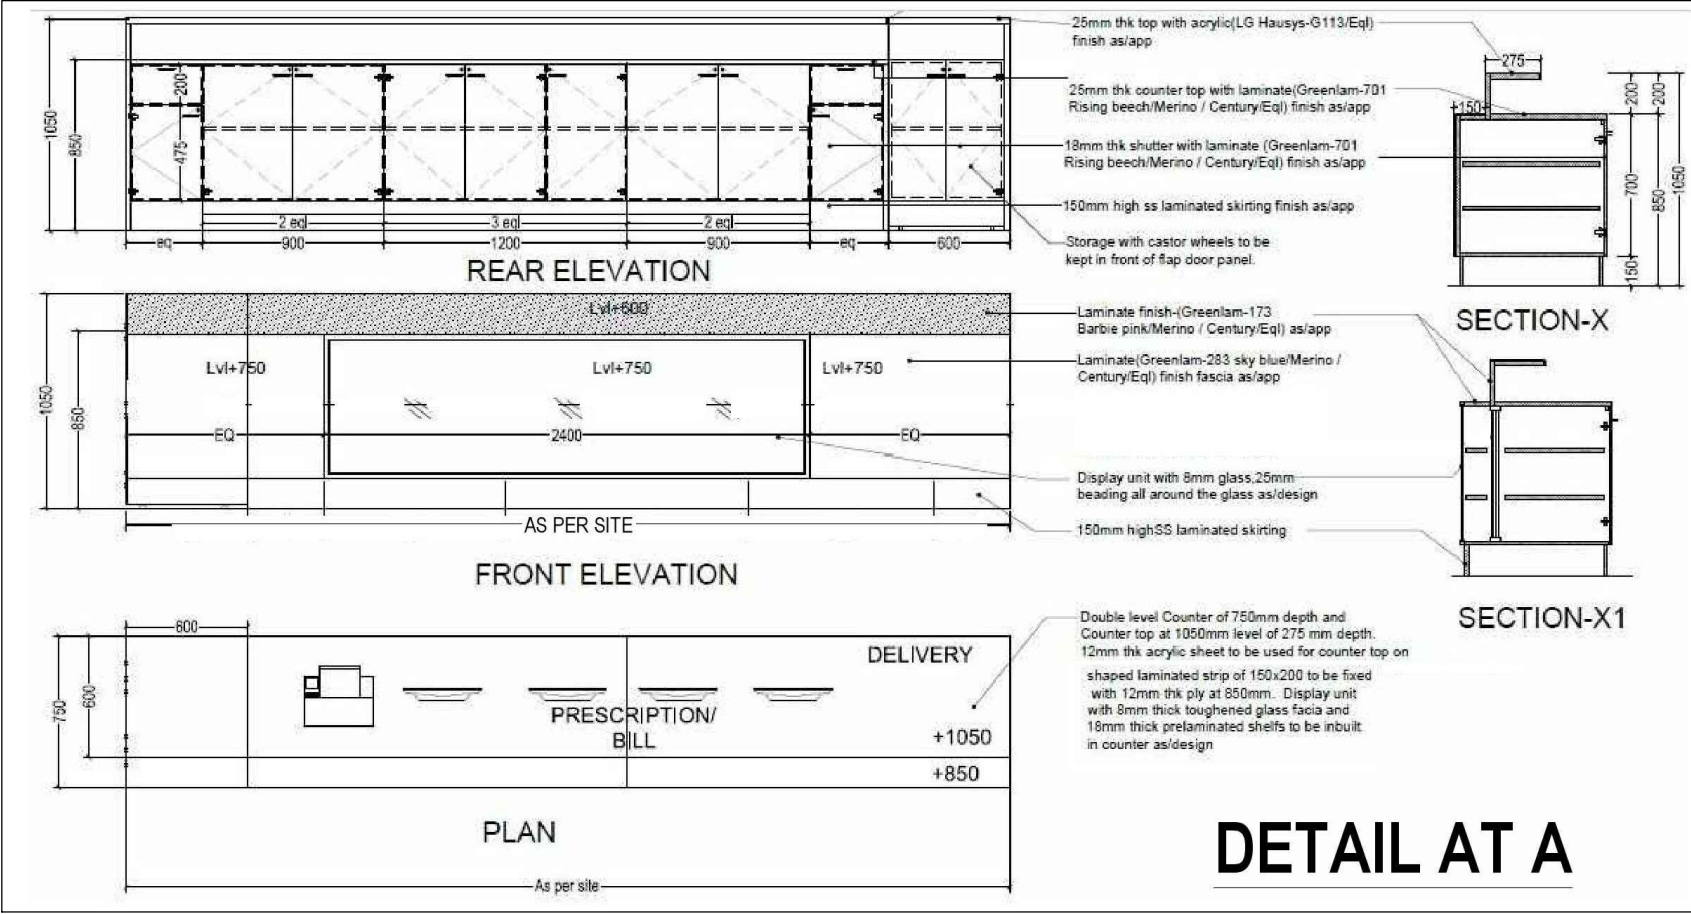 25mm thk top with acrylic(LG Hausys-G113/Eql)
finish as/app
25mm thk counter top with laminate(Greenlam-701
Rising beech/Merino / Century/Eql) finish as/app
18mm thk shutter with laminate (Greenlam-701
Rising beech/Merino / Century/Eql) finish as/app
150mm high ss laminated skirting finish as/app
Storage with castor wheels to be
kept in front of flap door panel.
1050
850
200
475
2 eql
3 eql
2 eql
eq
900
1200
900
eq
600
REAR ELEVATION
275
150
200
200
700
850
1050
150
SECTION-X
Lvl+600
Lvl+750
Lvl+750
Lvl+750
1050
850
EQ
2400
EQ
AS PER SITE
FRONT ELEVATION
Laminate finish-(Greenlam-173
Barbie pink/Merino / Century/Eql) as/app
Laminate(Greenlam-283 sky blue/Merino /
Century/Eql) finish fascia as/app
Display unit with 8mm glass,25mm
beading all around the glass as/design
150mm highSS laminated skirting
SECTION-X1
600
750
600
DELIVERY
PRESCRIPTION/
BILL
+1050
+850
PLAN
As per site
Double level Counter of 750mm depth and
Counter top at 1050mm level of 275 mm depth.
12mm thk acrylic sheet to be used for counter top on
shaped laminated strip of 150x200 to be fixed
with 12mm thk ply at 850mm. Display unit
with 8mm thick toughened glass facia and
18mm thick prelaminated shelfs to be inbuilt
in counter as/design
DETAIL AT A